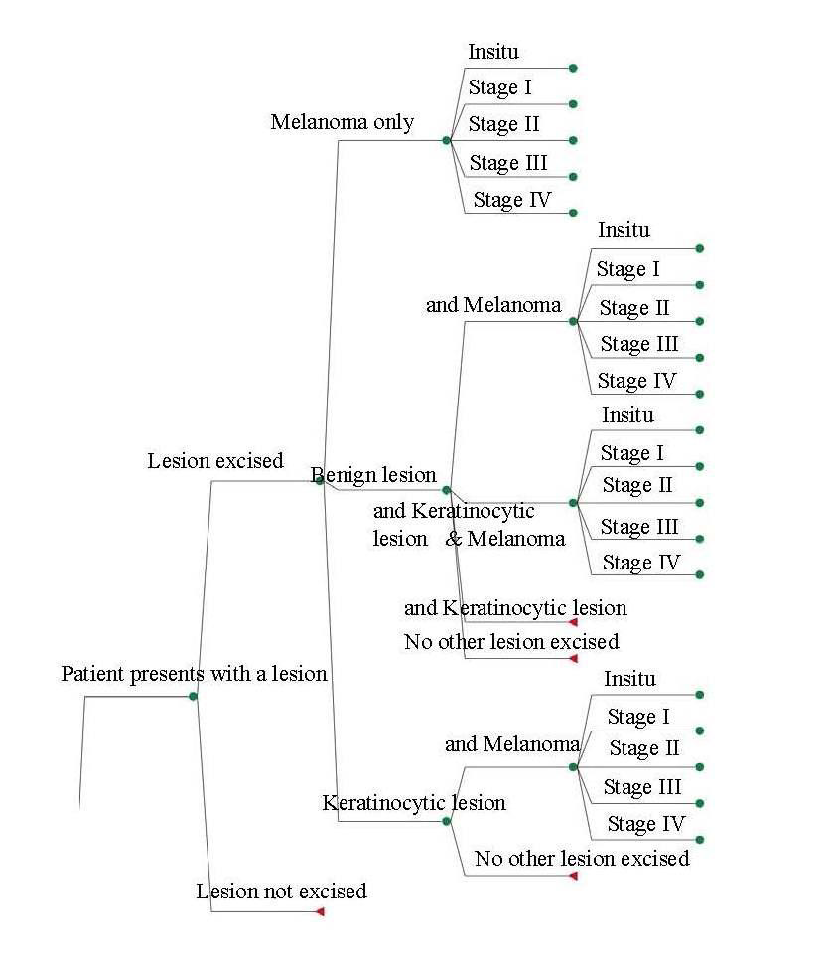 Insitu
Stage I
Melanoma only
Stage II
Stage III
Stage IV
Insitu
Stage I
and Melanoma
Stage II
Stage III
Stage IV
Insitu
Lesion excised
Benign lesion
Stage I
Stage II
and Keratinocytic
lesion & Melanoma
Stage III
Stage IV
and Keratinocytic lesion
No other lesion excised
Patient presents with a lesion
Insitu
Stage I
and Melanoma
Stage II
Stage III
Keratinocytic lesion
Stage IV
No other lesion excised
Lesion not excised